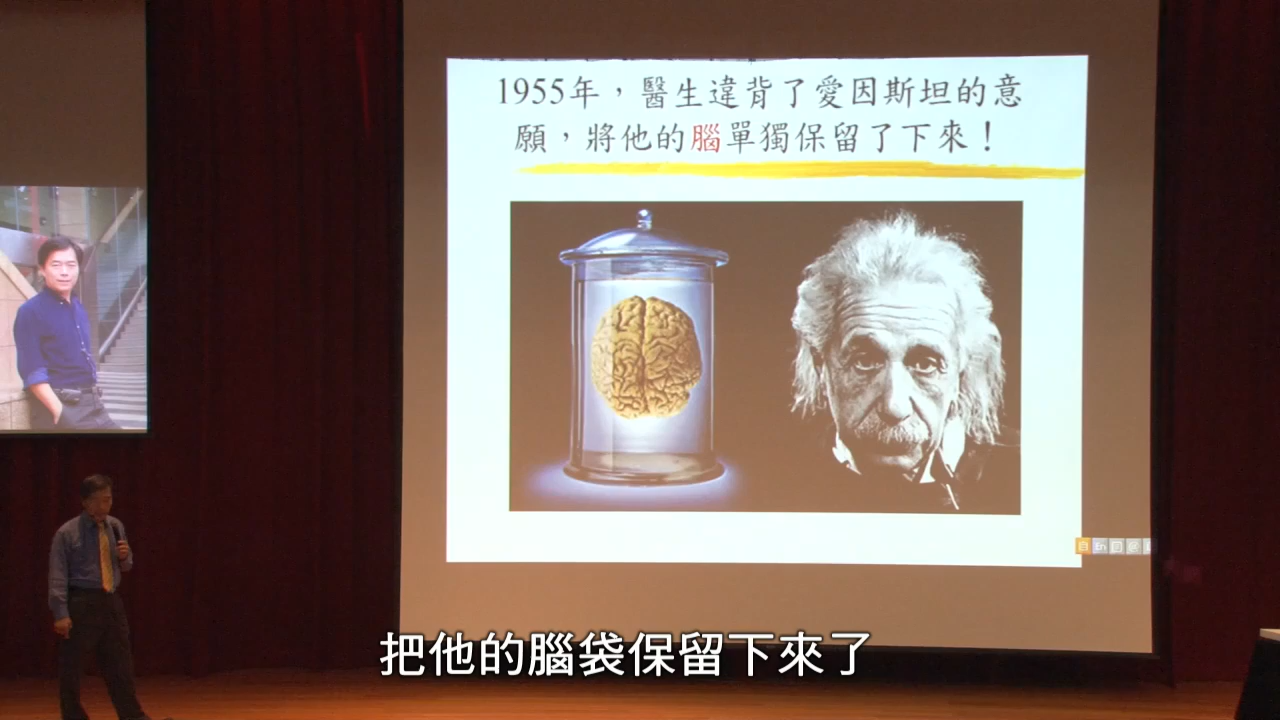 1955年，醫生違背了愛因斯坦的意
願，將他的腦單獨保留了下來！
En
把他的腦袋保留下來了